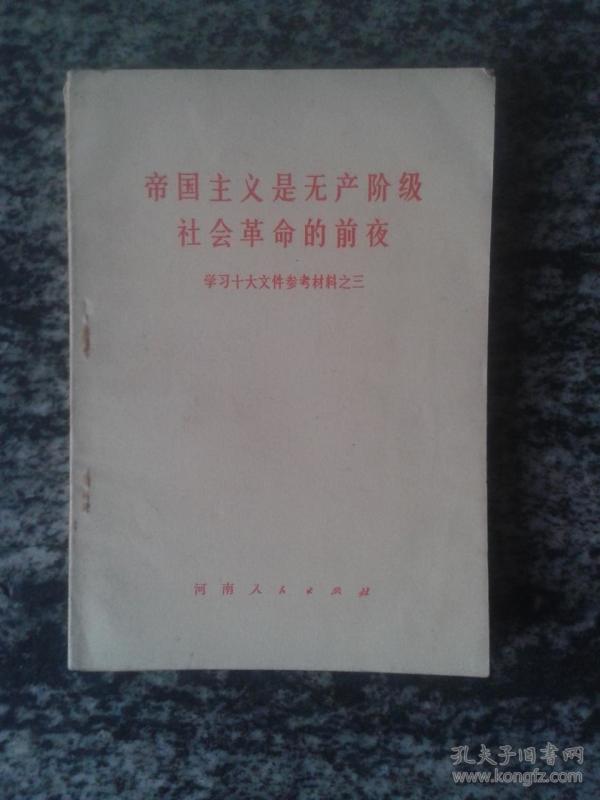 帝国主义是无产阶级
社会革命的前夜
学习十大文件参考材料之三
河南人民出版社
孔夫子旧书网
www.kongfz.com